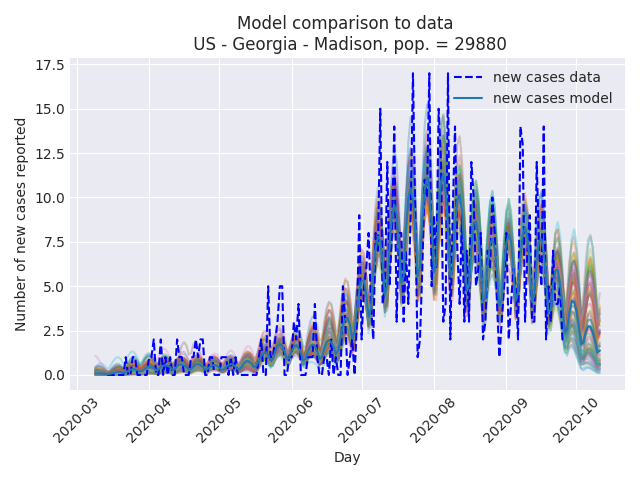 Model comparison to data
US - Georgia - Madison, pop. = 29880
17.5
15.0
12.5
10.0
7.5
5.0
2.5
0.0
Number of new cases reported
new cases data
new cases model
2020-03
2020-04
2020-05
2020-06
2020-07
2020-08
2020-09
2020-10
Day